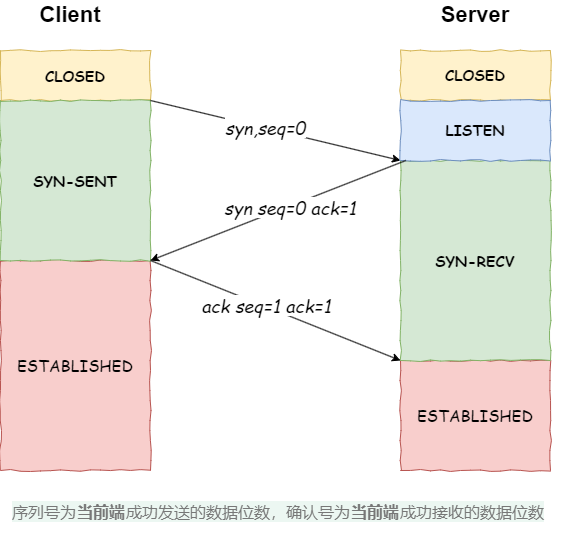 Client Server
CLOSED CLOSED
syn,seq=0 LISTEN
SYN-SENT
syn seq=0 ack=1
SYN-RECV
ack seq=1 ack=1
ESTABLISHED
ESTABLISHED
序列号为当前端成功发送的数据位数，确认号为当前端成功接收的数据位数